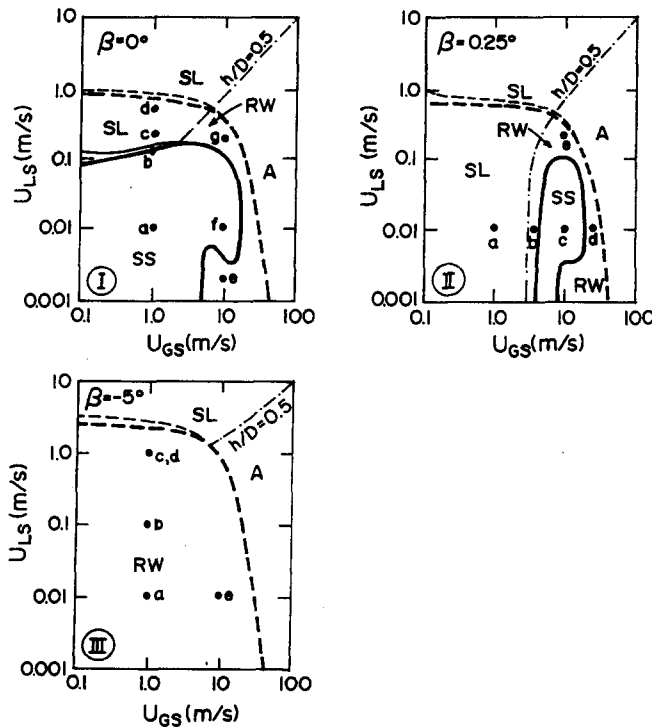 β=0°
10
1.0
0.1
0.01
0.001
U_LS (m/s)
0.1
1.0
10
100
U_GS (m/s)
h/D=0.5
SL
RW
SL
A
SS
d
c
b
a
g
f
e
I
β=0.25°
10
1.0
0.1
0.01
0.001
U_LS (m/s)
0.1
1.0
10
100
U_GS (m/s)
h/D=0.5
SL
RW
A
SL
SS
RW
e
a
b
c
d
II
β=-5°
10
1.0
0.1
0.01
0.001
U_LS (m/s)
0.1
1.0
10
100
U_GS (m/s)
SL
h/D=0.5
A
c,d
b
RW
a
e
III